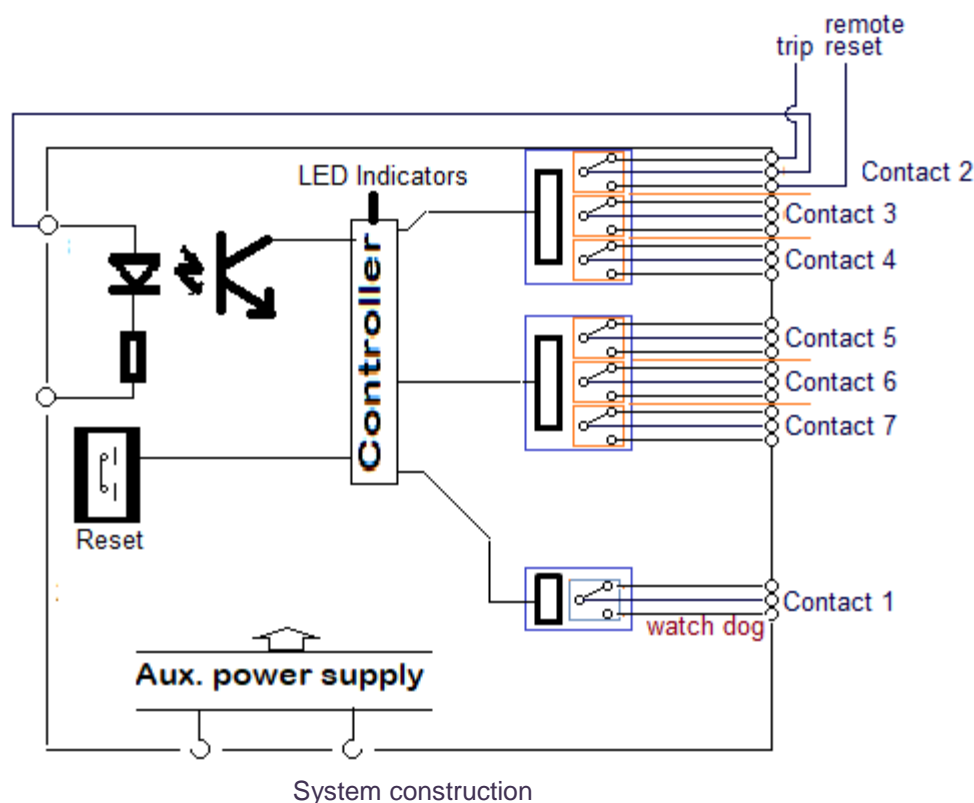 remote
trip reset
LED Indicators
Contact 2
Contact 3
Contact 4
Controller
Contact 5
Contact 6
Contact 7
Reset
Contact 1
watch dog
Aux. power supply
System construction